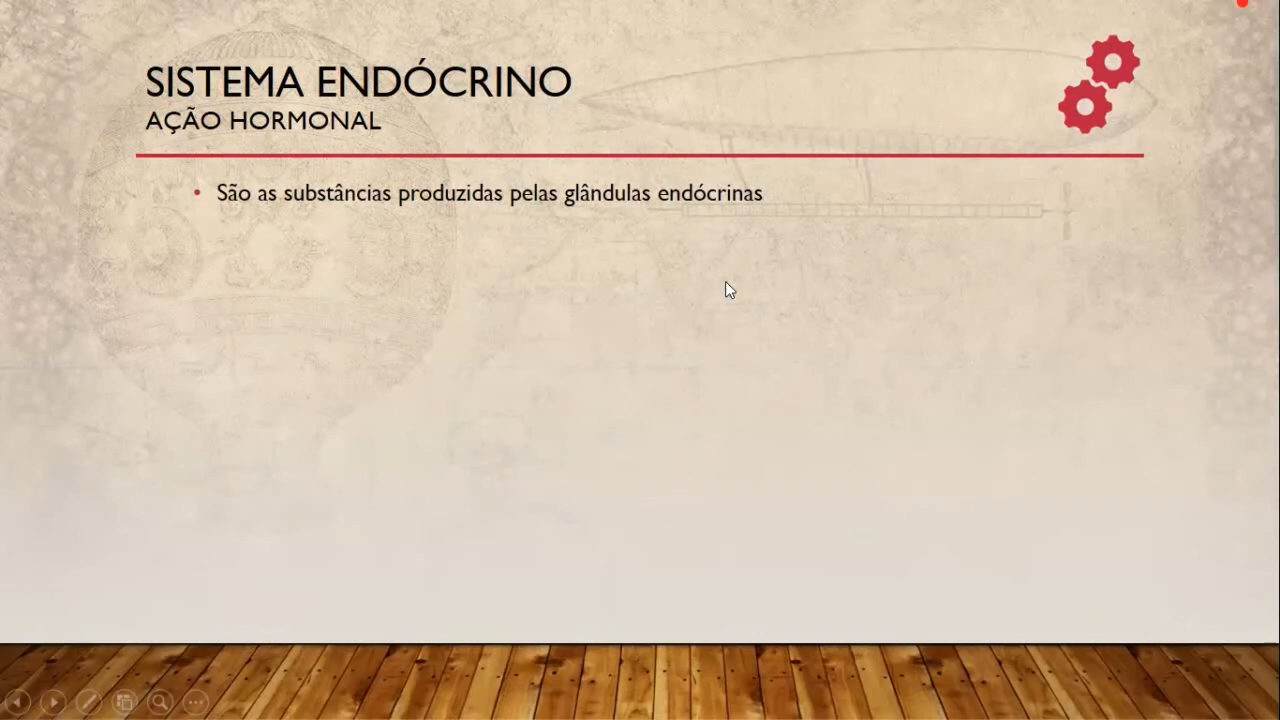 SISTEMA ENDÓCRINO
AÇÃO HORMONAL
• São as substâncias produzidas pelas glândulas endócrinas